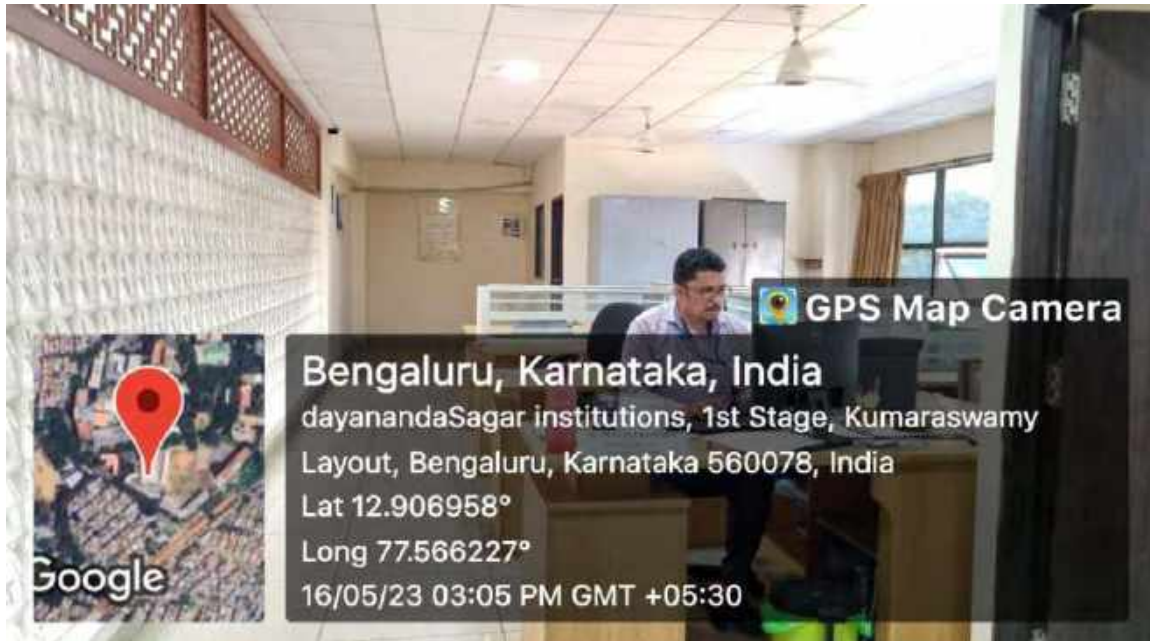 GPS Map Camera
Bengaluru, Karnataka, India
dayanandaSagar institutions, 1st Stage, Kumaraswamy
Layout, Bengaluru, Karnataka 560078, India
Lat 12.906958°
Long 77.566227°
16/05/23 03:05 PM GMT +05:30
Google